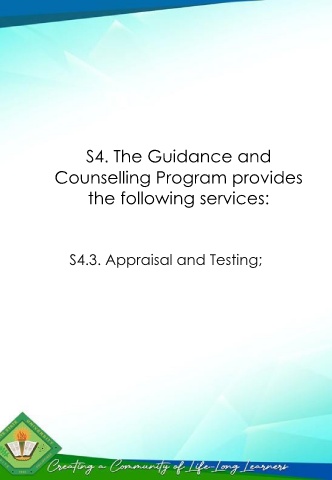 S4. The Guidance and
Counselling Program provides
the following services:
S4.3. Appraisal and Testing;
Creating a Community of Life-Long Learners